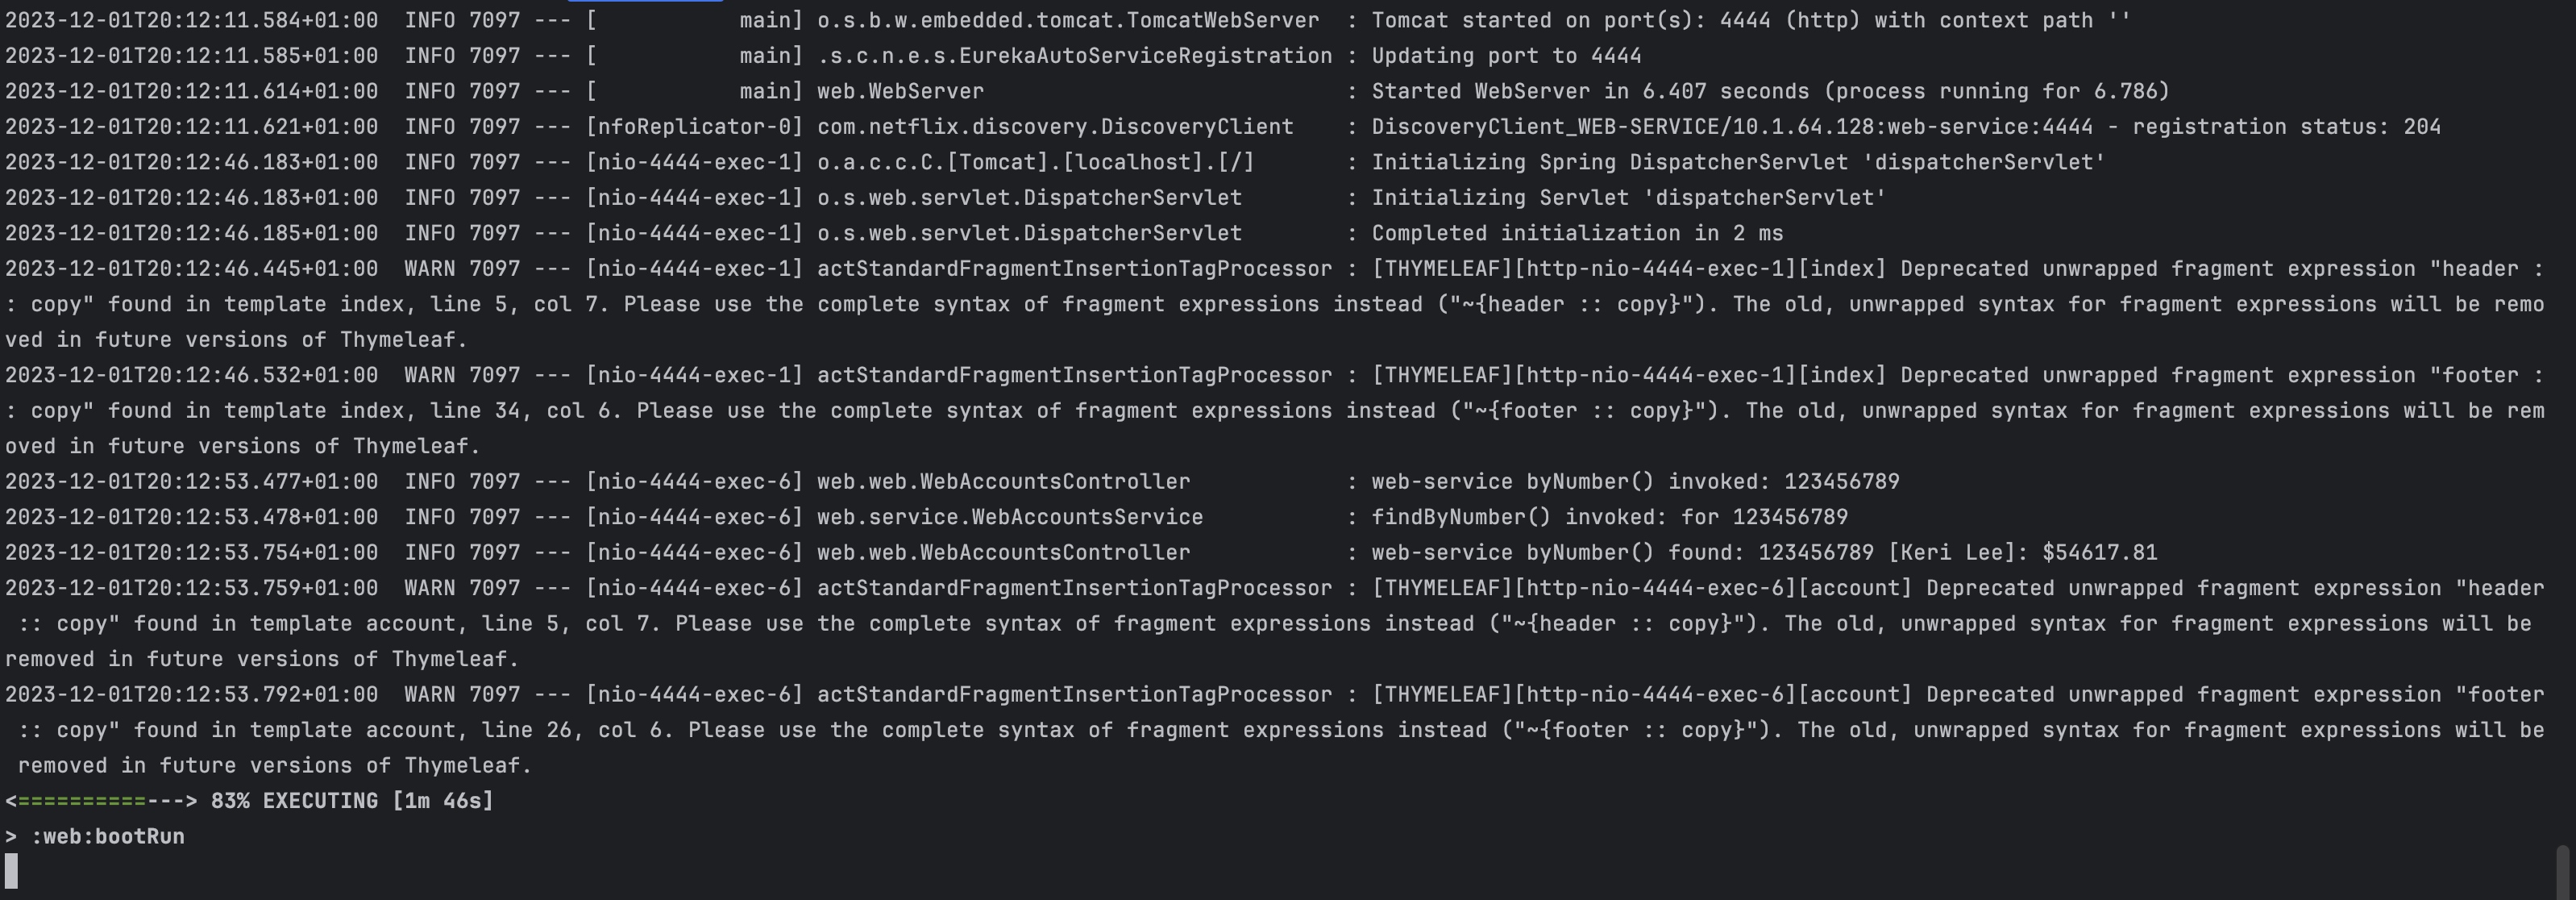 2023-12-01T20:12:11.584+01:00  INFO 7097 --- [           main] o.s.b.w.embedded.tomcat.TomcatWebServer  : Tomcat started on port(s): 4444 (http) with context path ''
2023-12-01T20:12:11.585+01:00  INFO 7097 --- [           main] .s.c.n.e.s.EurekaAutoServiceRegistration : Updating port to 4444
2023-12-01T20:12:11.614+01:00  INFO 7097 --- [           main] web.WebServer                            : Started WebServer in 6.407 seconds (process running for 6.786)
2023-12-01T20:12:11.621+01:00  INFO 7097 --- [nfoReplicator-0] com.netflix.discovery.DiscoveryClient    : DiscoveryClient_WEB-SERVICE/10.1.64.128:web-service:4444 - registration status: 204
2023-12-01T20:12:46.183+01:00  INFO 7097 --- [nio-4444-exec-1] o.a.c.c.C.[Tomcat].[localhost].[/]       : Initializing Spring DispatcherServlet 'dispatcherServlet'
2023-12-01T20:12:46.183+01:00  INFO 7097 --- [nio-4444-exec-1] o.s.web.servlet.DispatcherServlet        : Initializing Servlet 'dispatcherServlet'
2023-12-01T20:12:46.185+01:00  INFO 7097 --- [nio-4444-exec-1] o.s.web.servlet.DispatcherServlet        : Completed initialization in 2 ms
2023-12-01T20:12:46.445+01:00  WARN 7097 --- [nio-4444-exec-1] actStandardFragmentInsertionTagProcessor : [THYMELEAF][http-nio-4444-exec-1][index] Deprecated unwrapped fragment expression "header :
: copy" found in template index, line 5, col 7. Please use the complete syntax of fragment expressions instead ("~{header :: copy}"). The old, unwrapped syntax for fragment expressions will be remo
ved in future versions of Thymeleaf.
2023-12-01T20:12:46.532+01:00  WARN 7097 --- [nio-4444-exec-1] actStandardFragmentInsertionTagProcessor : [THYMELEAF][http-nio-4444-exec-1][index] Deprecated unwrapped fragment expression "footer :
: copy" found in template index, line 34, col 6. Please use the complete syntax of fragment expressions instead ("~{footer :: copy}"). The old, unwrapped syntax for fragment expressions will be rem
oved in future versions of Thymeleaf.
2023-12-01T20:12:53.477+01:00  INFO 7097 --- [nio-4444-exec-6] web.web.WebAccountsController            : web-service byNumber() invoked: 123456789
2023-12-01T20:12:53.478+01:00  INFO 7097 --- [nio-4444-exec-6] web.service.WebAccountsService           : findByNumber() invoked: for 123456789
2023-12-01T20:12:53.754+01:00  INFO 7097 --- [nio-4444-exec-6] web.web.WebAccountsController            : web-service byNumber() found: 123456789 [Keri Lee]: $54617.81
2023-12-01T20:12:53.759+01:00  WARN 7097 --- [nio-4444-exec-6] actStandardFragmentInsertionTagProcessor : [THYMELEAF][http-nio-4444-exec-6][account] Deprecated unwrapped fragment expression "header
 :: copy" found in template account, line 5, col 7. Please use the complete syntax of fragment expressions instead ("~{header :: copy}"). The old, unwrapped syntax for fragment expressions will be
removed in future versions of Thymeleaf.
2023-12-01T20:12:53.792+01:00  WARN 7097 --- [nio-4444-exec-6] actStandardFragmentInsertionTagProcessor : [THYMELEAF][http-nio-4444-exec-6][account] Deprecated unwrapped fragment expression "footer
 :: copy" found in template account, line 26, col 6. Please use the complete syntax of fragment expressions instead ("~{footer :: copy}"). The old, unwrapped syntax for fragment expressions will be
 removed in future versions of Thymeleaf.
<==========---> 83% EXECUTING [1m 46s]
> :web:bootRun